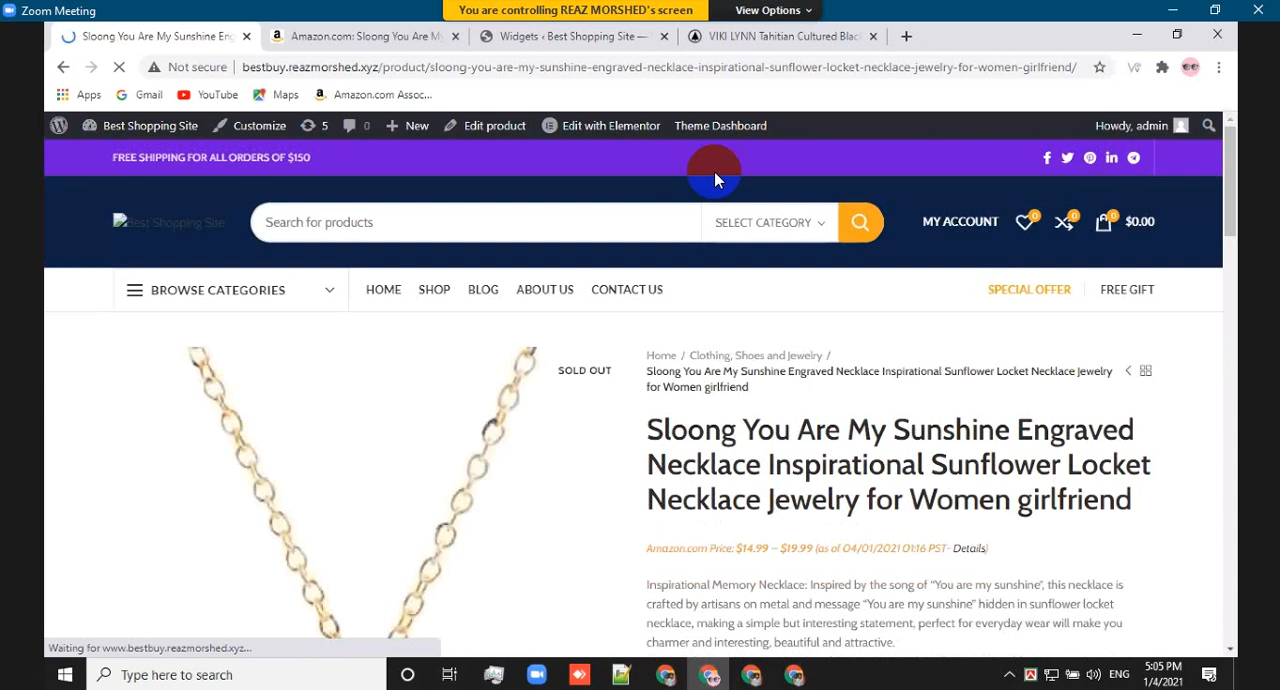 Zoom Meeting
You are controlling REAZ MORSHED's screen
View Options
Sloong You Are My Sunshine Eng
Amazon.com: Sloong You Are M
Widgets ‹ Best Shopping Site —
VIKI LYNN Tahitian Cultured Blac
Not secure
bestbuy.reazmorshed.xyz/product/sloong-you-are-my-sunshine-engraved-necklace-inspirational-sunflower-locket-necklace-jewelry-for-women-girlfriend/
Apps
Gmail
YouTube
Maps
Amazon.com Assoc...
Best Shopping Site
Customize
5
0
New
Edit product
Edit with Elementor
Theme Dashboard
Howdy, admin
FREE SHIPPING FOR ALL ORDERS OF $150
Best Shopping Site
Search for products
SELECT CATEGORY
MY ACCOUNT
0
0
0
$0.00
BROWSE CATEGORIES
HOME
SHOP
BLOG
ABOUT US
CONTACT US
SPECIAL OFFER
FREE GIFT
SOLD OUT
Home / Clothing, Shoes and Jewelry /
Sloong You Are My Sunshine Engraved Necklace Inspirational Sunflower Locket Necklace Jewelry
for Women girlfriend
Sloong You Are My Sunshine Engraved
Necklace Inspirational Sunflower Locket
Necklace Jewelry for Women girlfriend
Amazon.com Price: $14.99 – $19.99 (as of 04/01/2021 01:16 PST- Details)
Inspirational Memory Necklace: Inspired by the song of “You are my sunshine”, this necklace is
crafted by artisans on metal and message “You are my sunshine” hidden in sunflower locket
necklace, making a simple but interesting statement, perfect for everyday wear will make you
charmer and interesting, beautiful and attractive.
Waiting for www.bestbuy.reazmorshed.xyz...
Type here to search
ENG
5:05 PM
1/4/2021